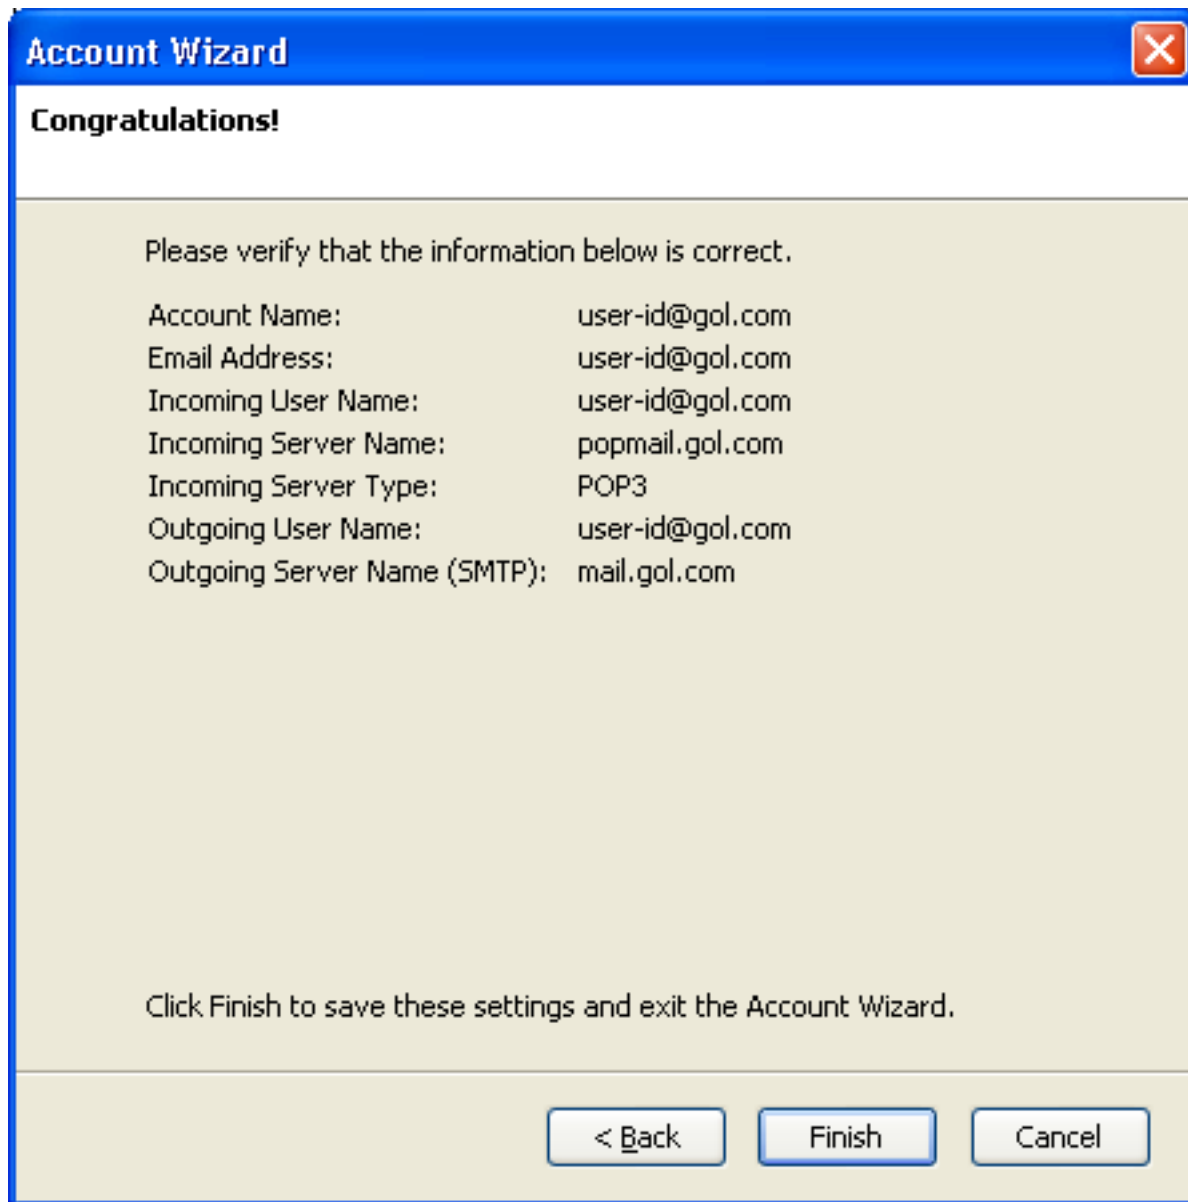 Account Wizard
Congratulations!
Please verify that the information below is correct.
Account Name: user-id@gol.com
Email Address: user-id@gol.com
Incoming User Name: user-id@gol.com
Incoming Server Name: popmail.gol.com
Incoming Server Type: POP3
Outgoing User Name: user-id@gol.com
Outgoing Server Name (SMTP): mail.gol.com
Click Finish to save these settings and exit the Account Wizard.
< Back Finish Cancel